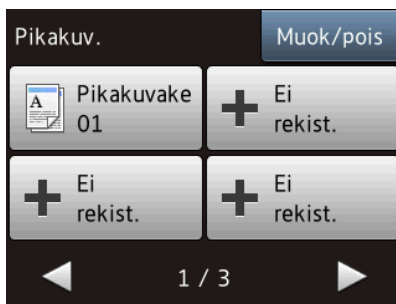 Pikakuv.
Muok/pois
Pikakuvake
01
Ei
rekist.
Ei
rekist.
Ei
rekist.
1 / 3